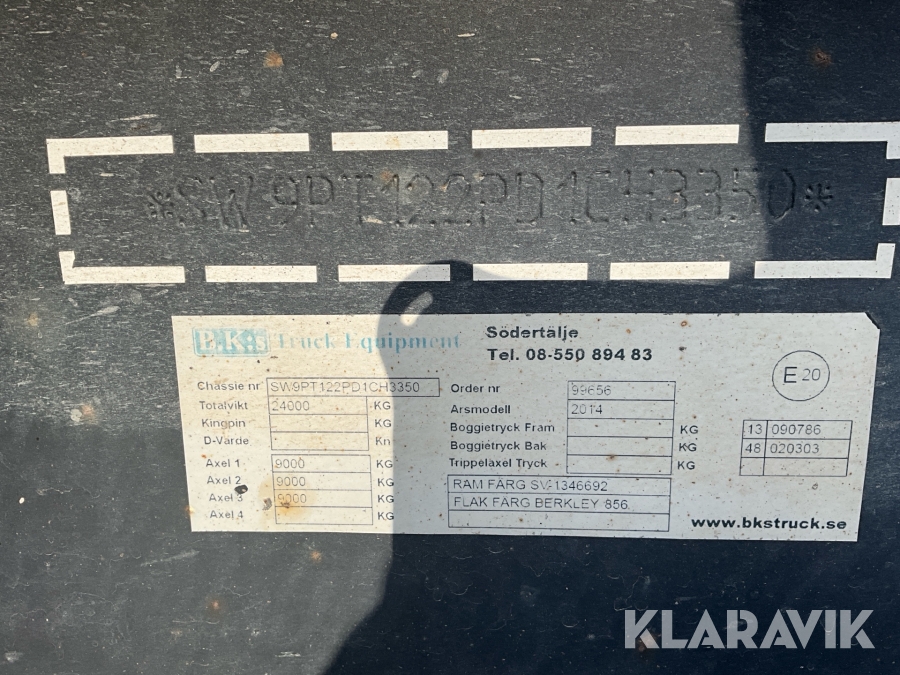 *SW9PT122PD1CH3350*
B.K:s Truck Equipment
Södertälje
Tel. 08-550 894 83
Chassie nr SW9PT122PD1CH3350
Totalvikt 24000 KG
Kingpin KG
D-Varde Kn
Axel 1 9000 KG
Axel 2 9000 KG
Axel 3 9000 KG
Axel 4 KG
Order nr 99656
Arsmodell 2014
Boggietryck Fram KG
Boggietryck Bak KG
Trippelaxel Tryck KG
RAM FÄRG SV-1346692
FLAK FÄRG BERKLEY 856.
E 20
13 090786
48 020303
www.bkstruck.se
KLARAVIK